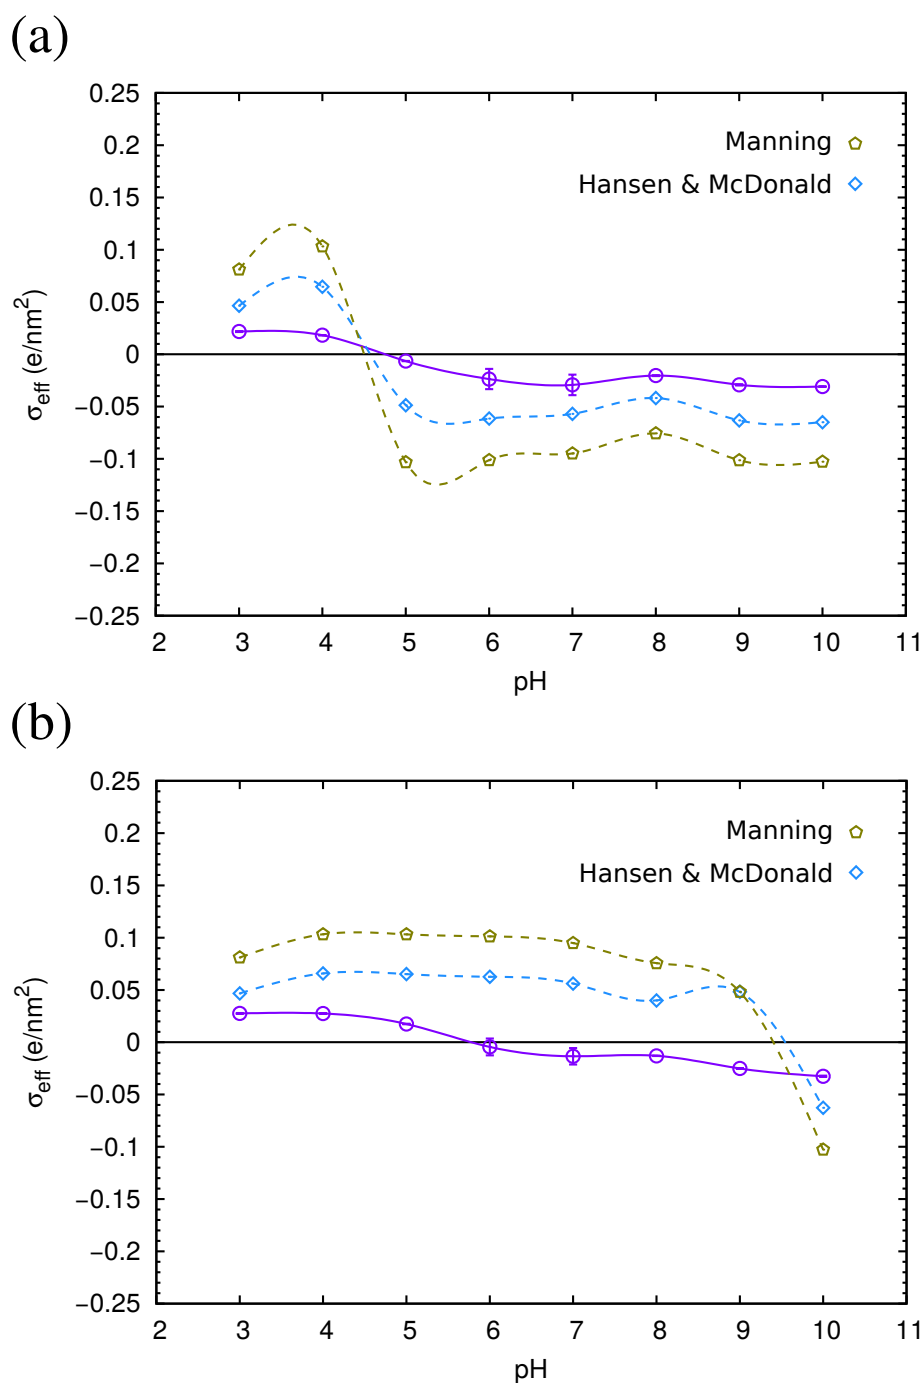 (a)
0.25
0.2
0.15
0.1
0.05
0
−0.05
−0.1
−0.15
−0.2
−0.25
σeff (e/nm2)
Manning
Hansen & McDonald
2 3 4 5 6 7 8 9 10 11
pH
(b)
0.25
0.2
0.15
0.1
0.05
0
−0.05
−0.1
−0.15
−0.2
−0.25
σeff (e/nm2)
Manning
Hansen & McDonald
2 3 4 5 6 7 8 9 10 11
pH